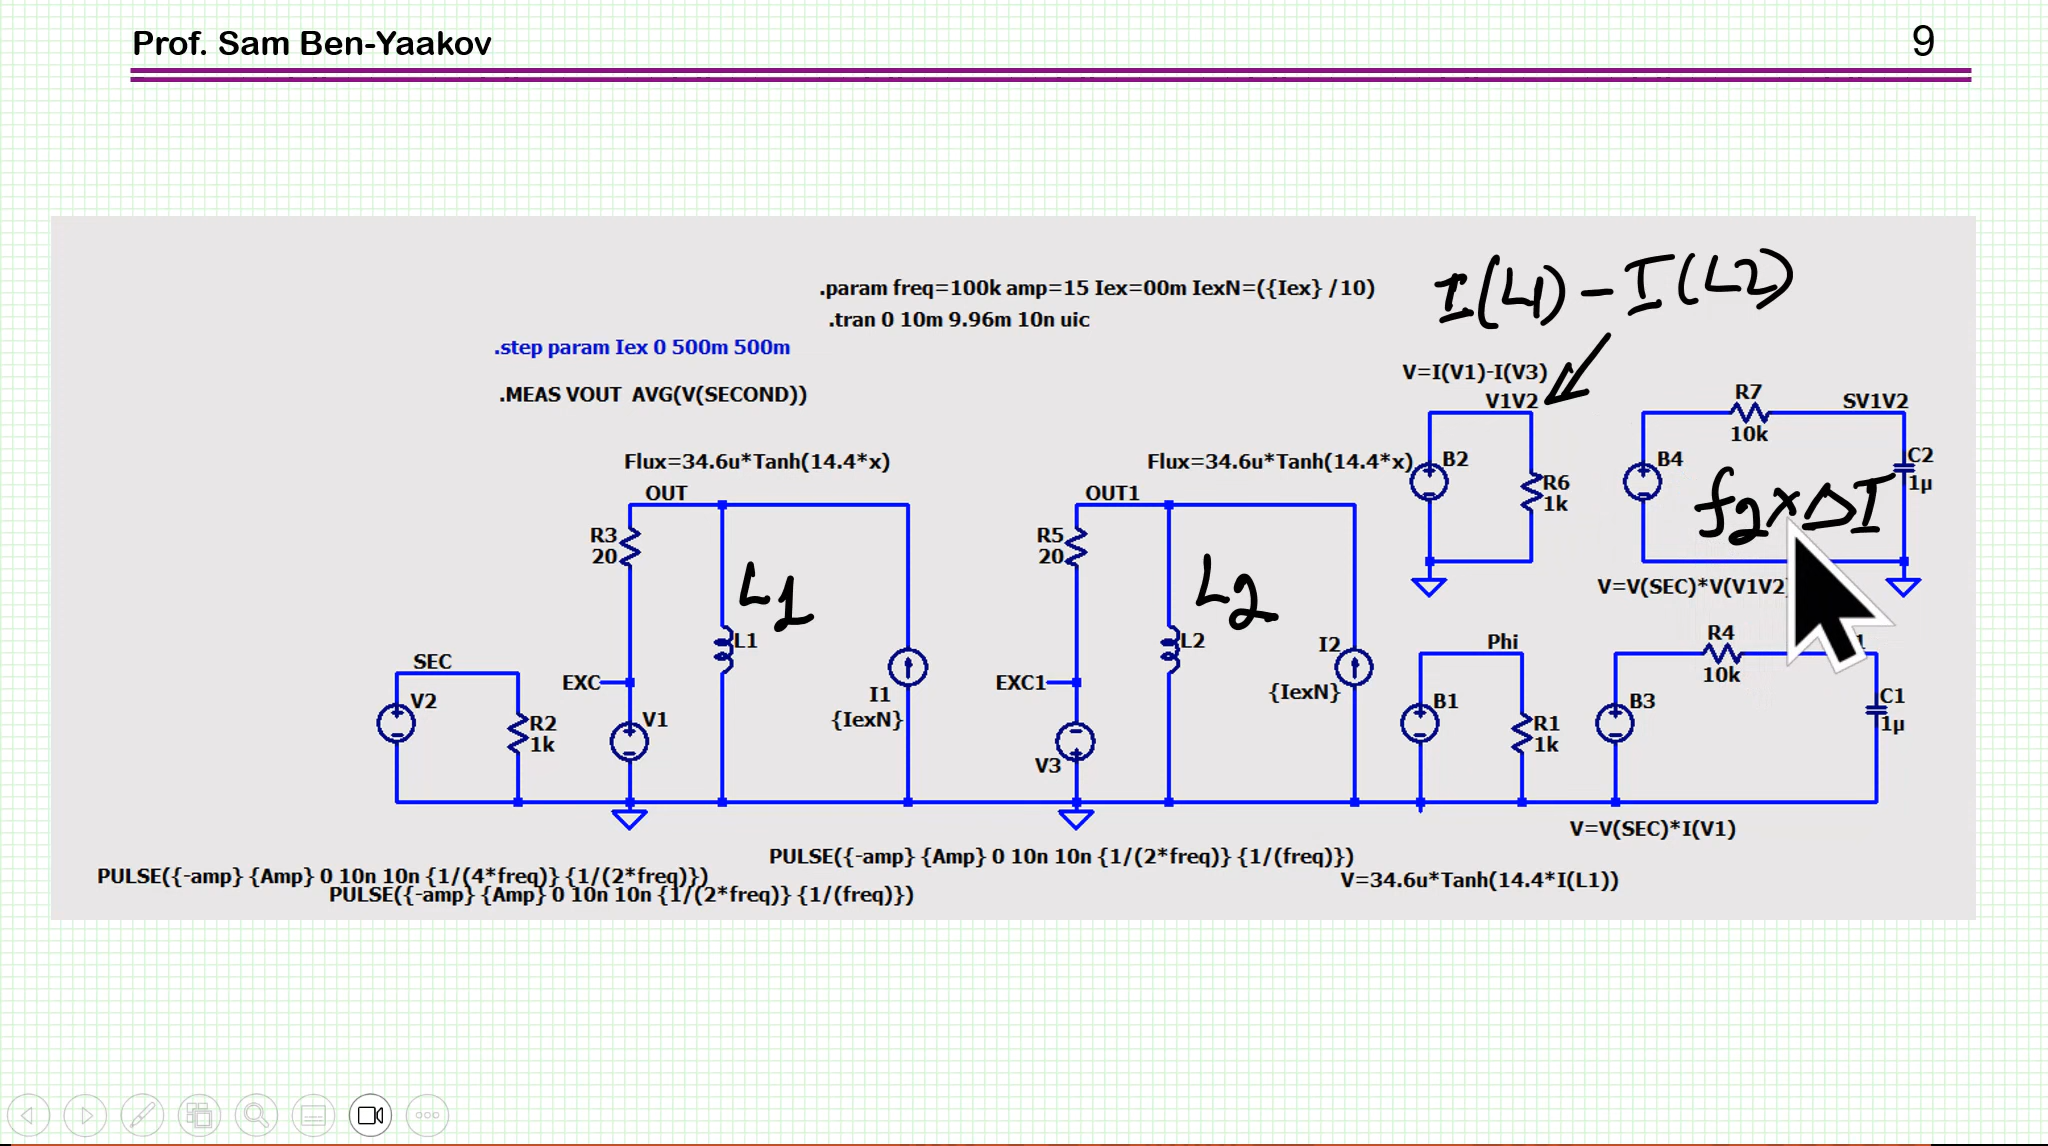 Prof. Sam Ben-Yaakov
9
.param freq=100k amp=15 Iex=00m IexN=({Iex} /10)
.tran 0 10m 9.96m 10n uic
I(L1) - I(L2)
.step param Iex 0 500m 500m
.MEAS VOUT AVG(V(SECOND))
V=I(V1)-I(V3)
V1V2
R7
10k
SV1V2
Flux=34.6u*Tanh(14.4*x)
Flux=34.6u*Tanh(14.4*x)
B2
B4
C2
1µ
OUT
OUT1
R6
1k
f2x∆I
R3
20
R5
20
L1
L2
V=V(SEC)*V(V1V2
L1
L2
I2
{IexN}
Phi
R4
10k
SEC
EXC
EXC1
I1
{IexN}
V2
R2
1k
V1
V3
B1
R1
1k
B3
C1
1µ
V=V(SEC)*I(V1)
PULSE({-amp} {Amp} 0 10n 10n {1/(2*freq)} {1/(freq)})
PULSE({-amp} {Amp} 0 10n 10n {1/(4*freq)} {1/(2*freq)})
V=34.6u*Tanh(14.4*I(L1))
PULSE({-amp} {Amp} 0 10n 10n {1/(2*freq)} {1/(freq)})